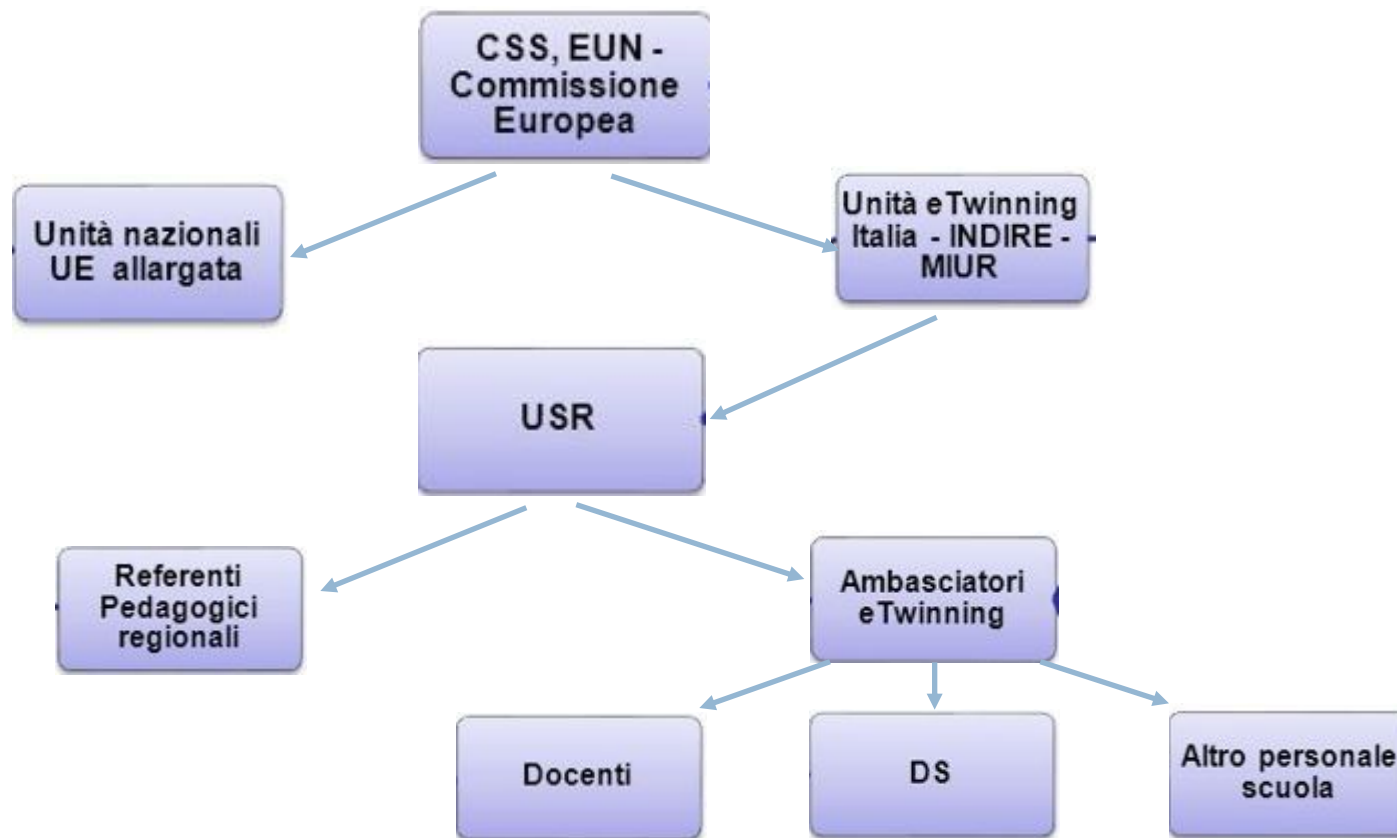 CSS, EUN -
Commissione
Europea
Unità nazionali
UE allargata
Unità eTwinning
Italia - INDIRE -
MIUR
USR
Referenti
Pedagogici
regionali
Ambasciatori
eTwinning
Docenti
DS
Altro personale
scuola